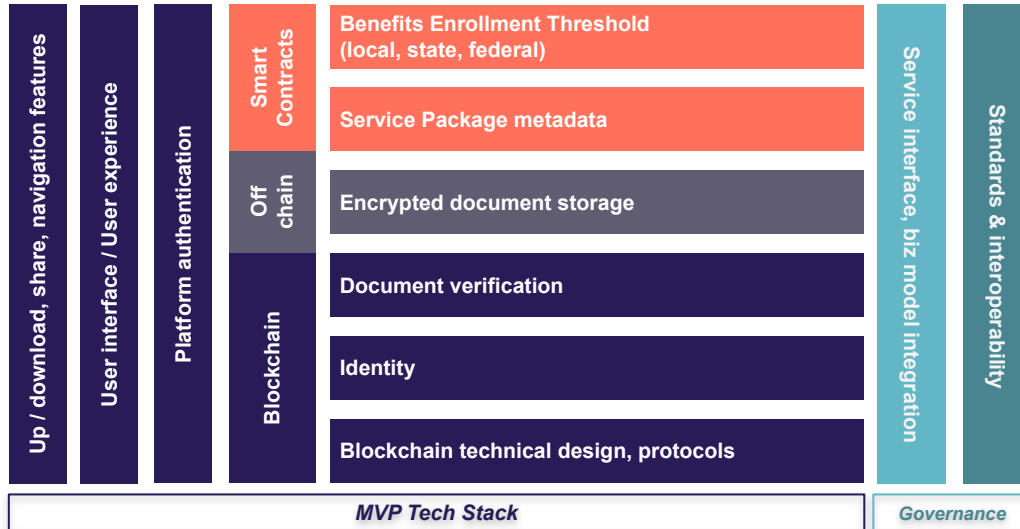 Up / download, share, navigation features
User interface / User experience
Platform authentication
Smart
Contracts
Benefits Enrollment Threshold
(local, state, federal)
Service Package metadata
Off
chain
Encrypted document storage
Blockchain
Document verification
Identity
Blockchain technical design, protocols
Service interface, biz model integration
Standards & interoperability
MVP Tech Stack
Governance